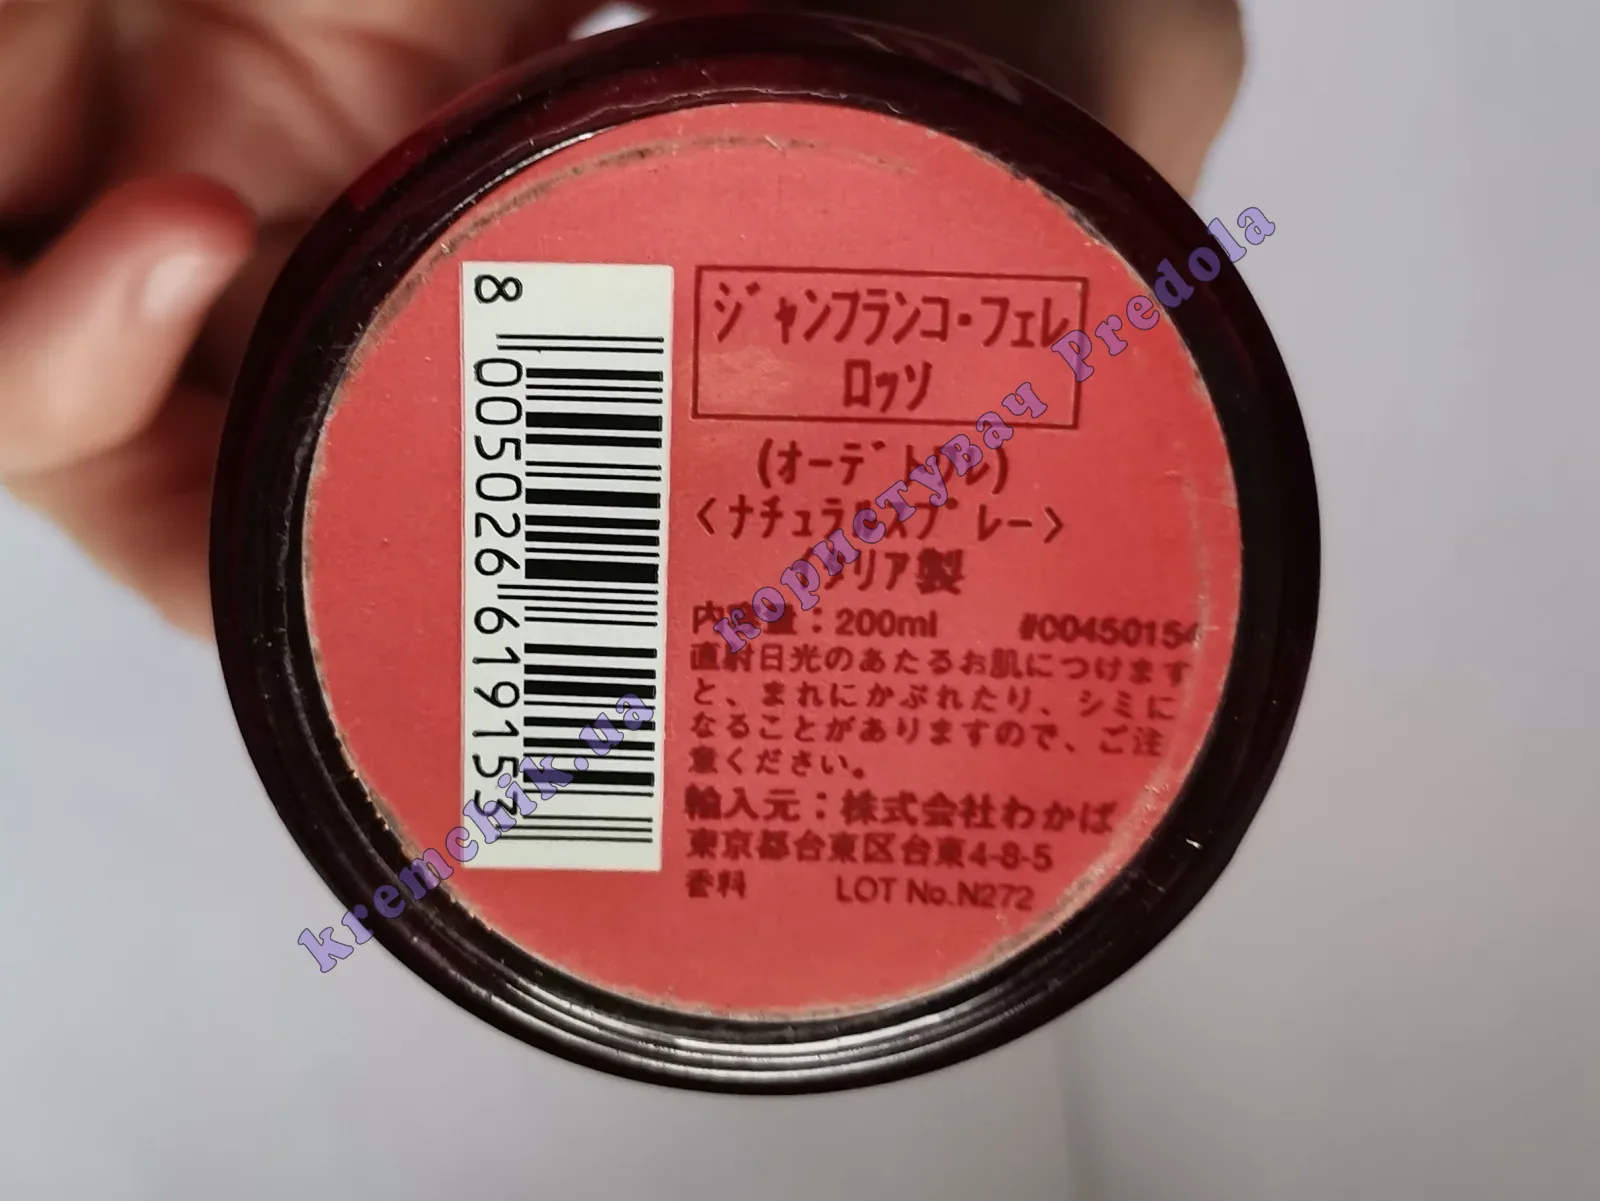 8 005026 619153
ジャンフランコ・フェレ
ロッソ
(オーデトワレ)
<ナチュラルスプレー>
イタリア製
内容量：200ml #00450154
直射日光のあたるお肌につけます
と、まれにかぶれたり、シミに
なることがありますので、ご注
意ください。
輸入元：株式会社わかば
東京都台東区台東4-8-5
香料 LOT No.N272
kremchik.ua користувач Predola